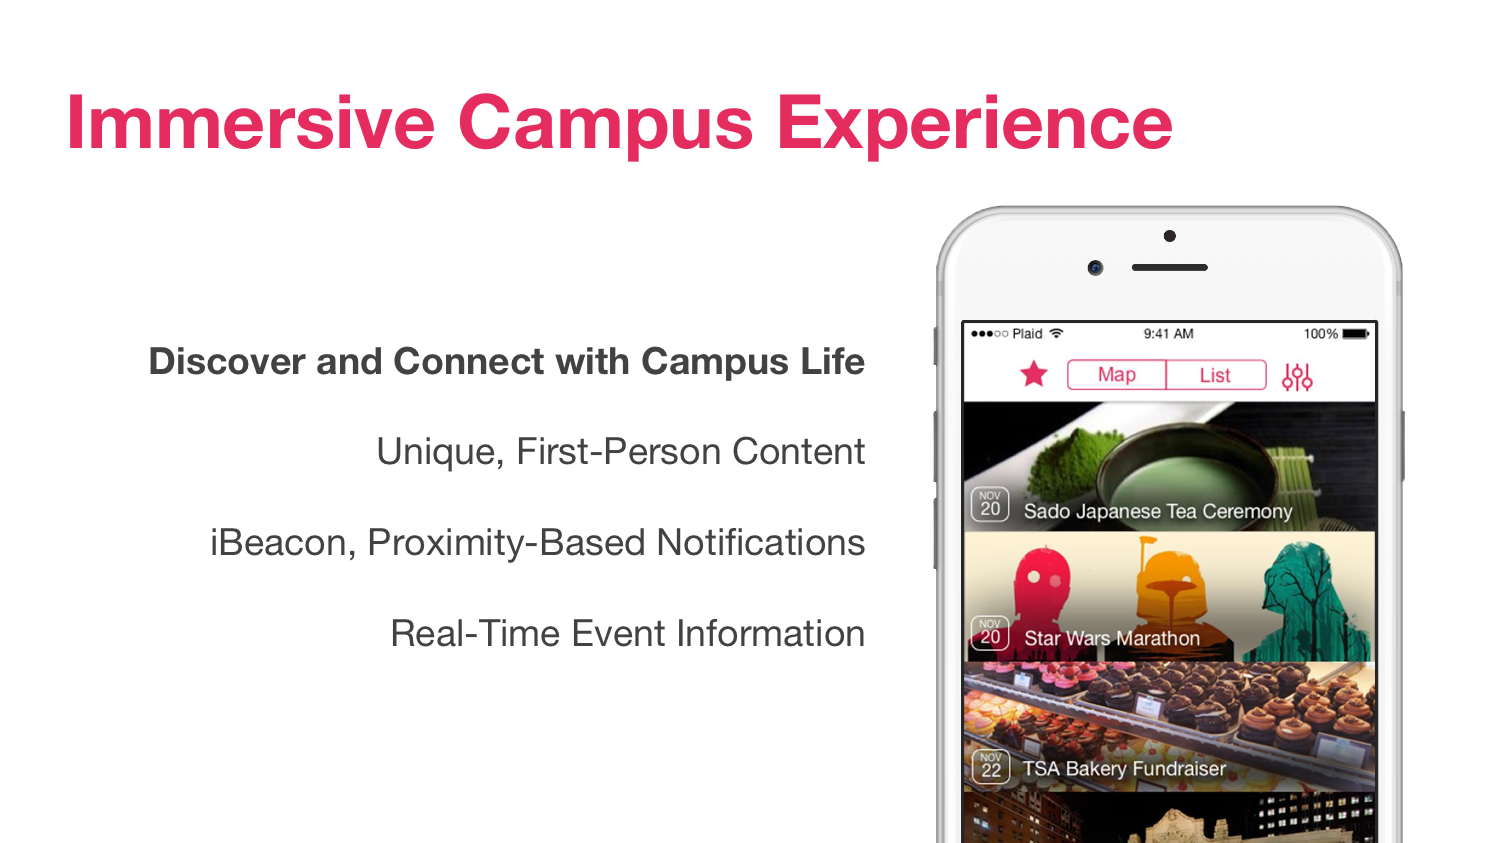 Immersive Campus Experience
Discover and Connect with Campus Life
Unique, First-Person Content
iBeacon, Proximity-Based Notifications
Real-Time Event Information
Plaid 9:41 AM 100%
Map List
NOV
20 Sado Japanese Tea Ceremony
NOV
20 Star Wars Marathon
NOV
22 TSA Bakery Fundraiser